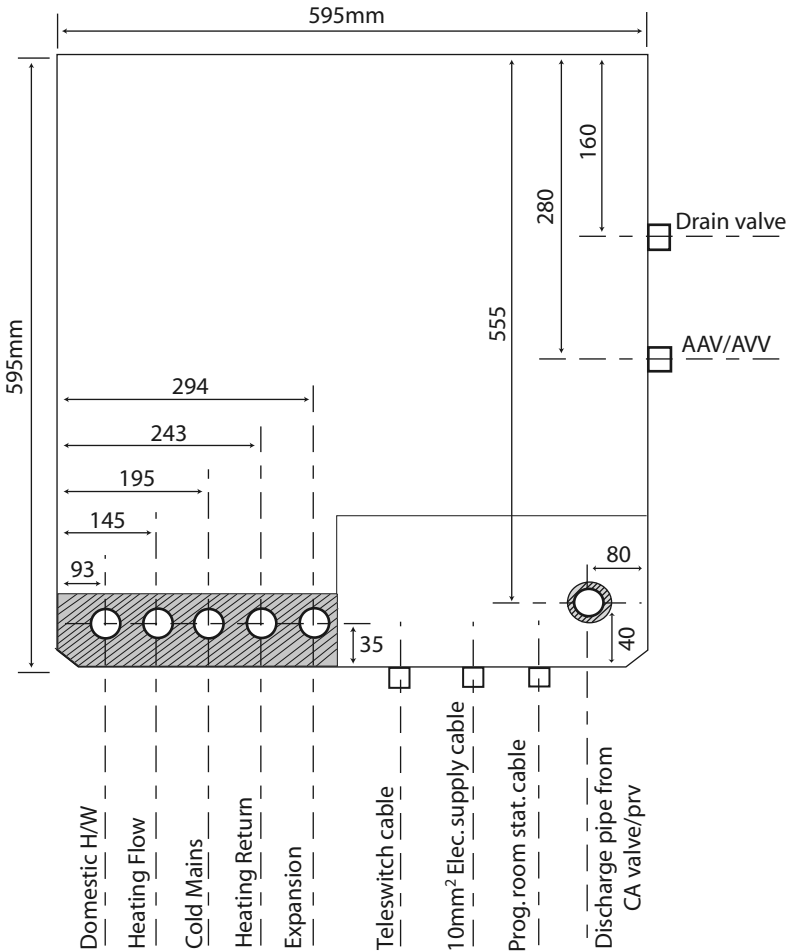 595mm
595mm
160
280
555
Drain valve
AAV/AVV
294
243
195
145
93
80
35
40
Domestic H/W
Heating Flow
Cold Mains
Heating Return
Expansion
Teleswitch cable
10mm² Elec. supply cable
Prog. room stat. cable
Discharge pipe from
CA valve/prv